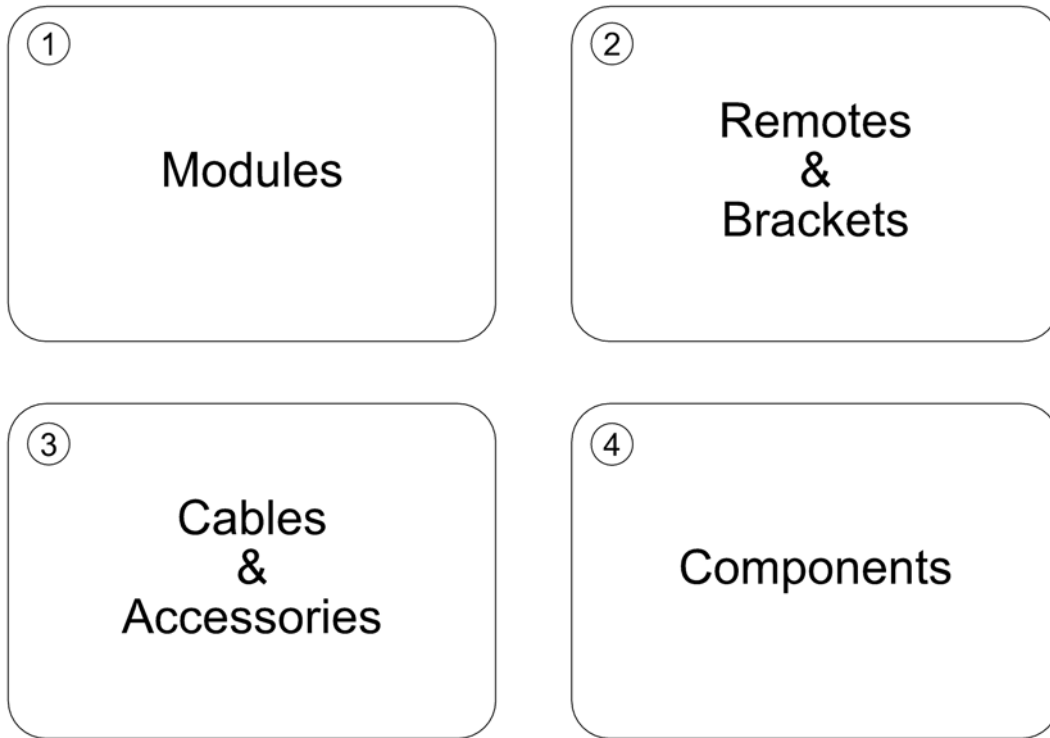 1
Modules
2
Remotes
&
Brackets
3
Cables
&
Accessories
4
Components